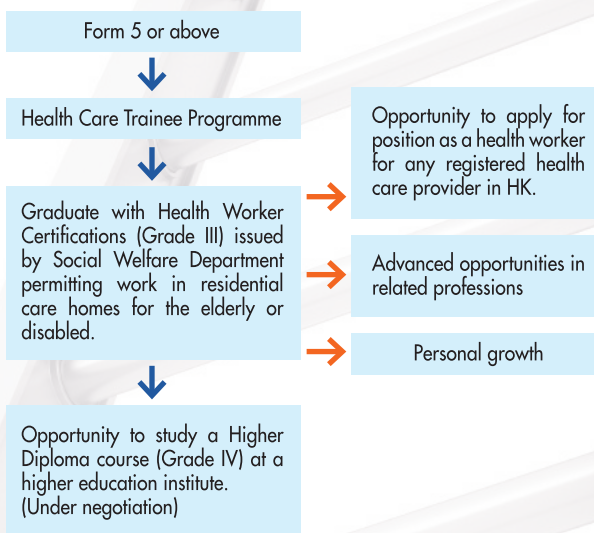 Form 5 or above
Health Care Trainee Programme
Graduate with Health Worker
Certifications (Grade III) issued
by Social Welfare Department
permitting work in residential
care homes for the elderly or
disabled.
Opportunity to study a Higher
Diploma course (Grade IV) at a
higher education institute.
(Under negotiation)
Opportunity to apply for
position as a health worker
for any registered health
care provider in HK.
Advanced opportunities in
related professions
Personal growth